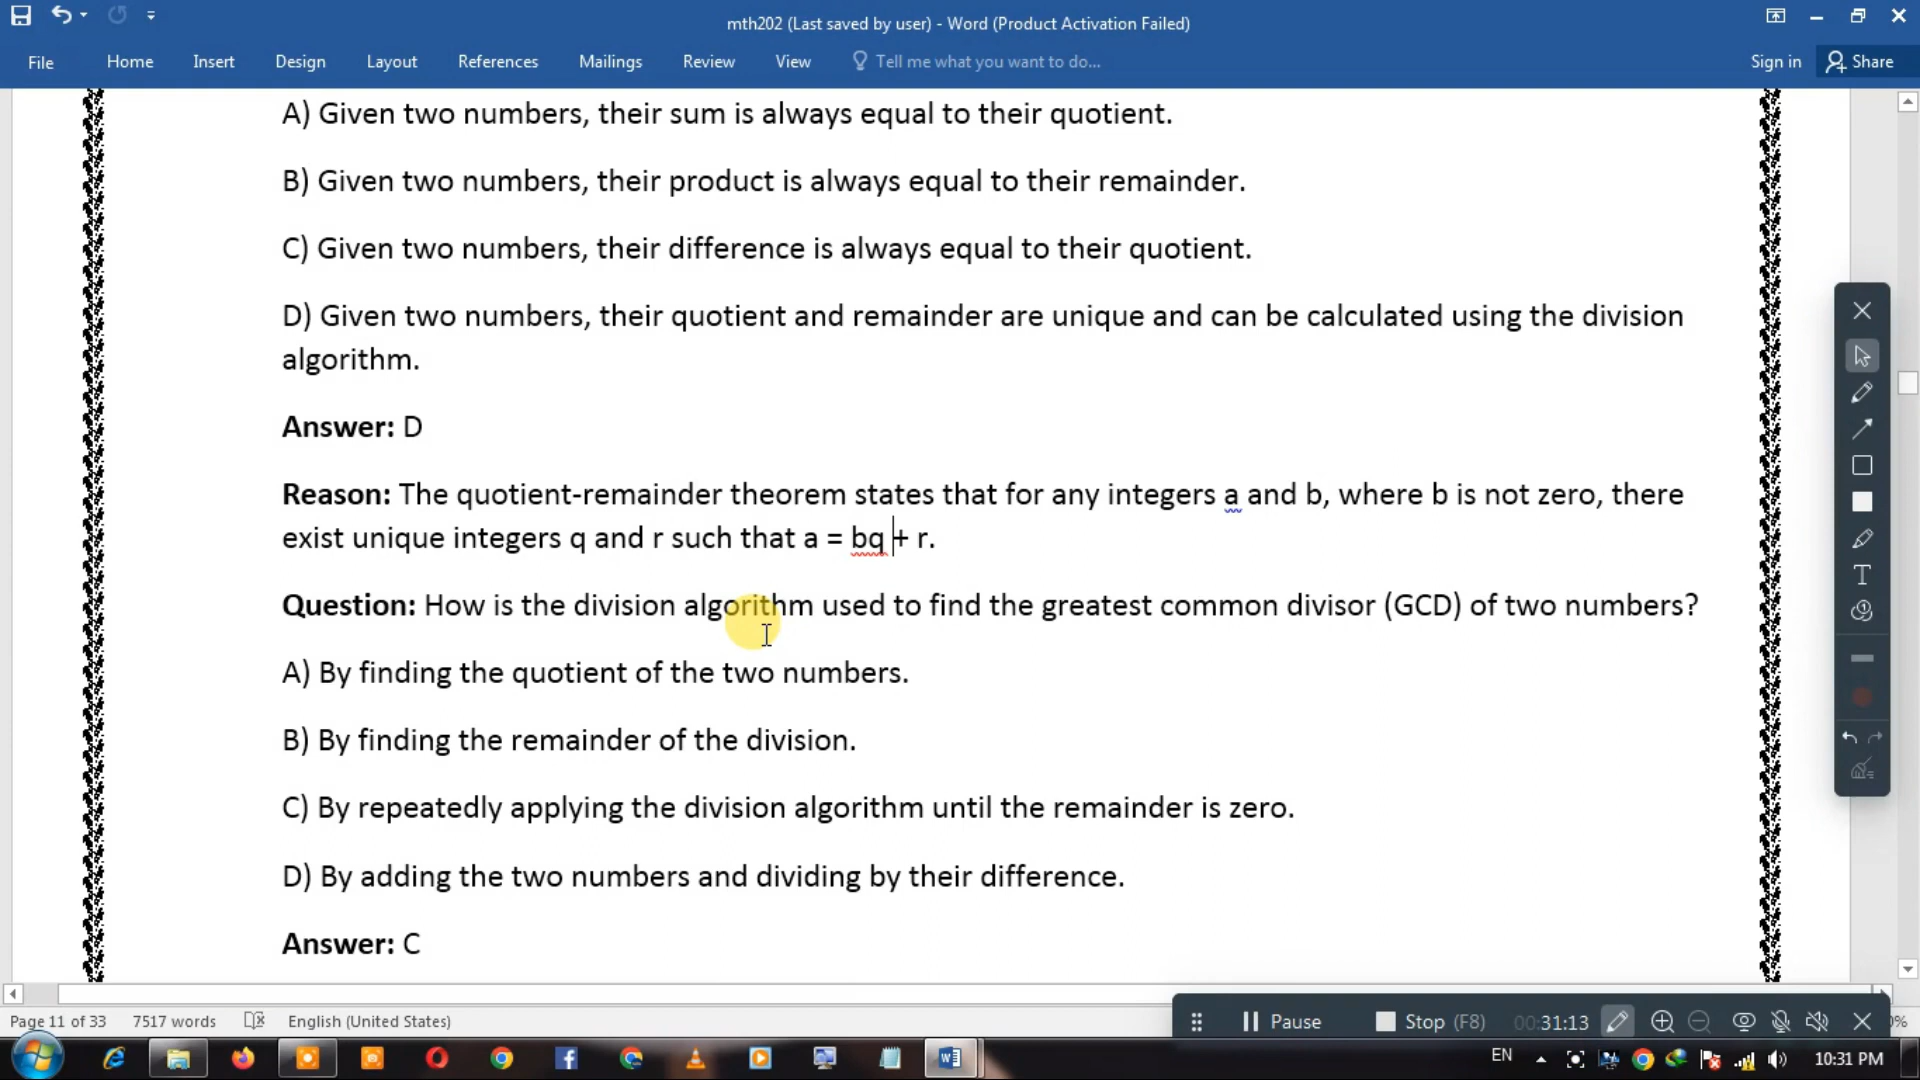 mth202 (Last saved by user) - Word (Product Activation Failed)
File Home Insert Design Layout References Mailings Review View Tell me what you want to do... Sign in Share
A) Given two numbers, their sum is always equal to their quotient.
B) Given two numbers, their product is always equal to their remainder.
C) Given two numbers, their difference is always equal to their quotient.
D) Given two numbers, their quotient and remainder are unique and can be calculated using the division
algorithm.
Answer: D
Reason: The quotient-remainder theorem states that for any integers a and b, where b is not zero, there
exist unique integers q and r such that a = bq + r.
Question: How is the division algorithm used to find the greatest common divisor (GCD) of two numbers?
A) By finding the quotient of the two numbers.
B) By finding the remainder of the division.
C) By repeatedly applying the division algorithm until the remainder is zero.
D) By adding the two numbers and dividing by their difference.
Answer: C
Page 11 of 33 7517 words English (United States)
Pause Stop (F8) 00:31:13
EN 10:31 PM